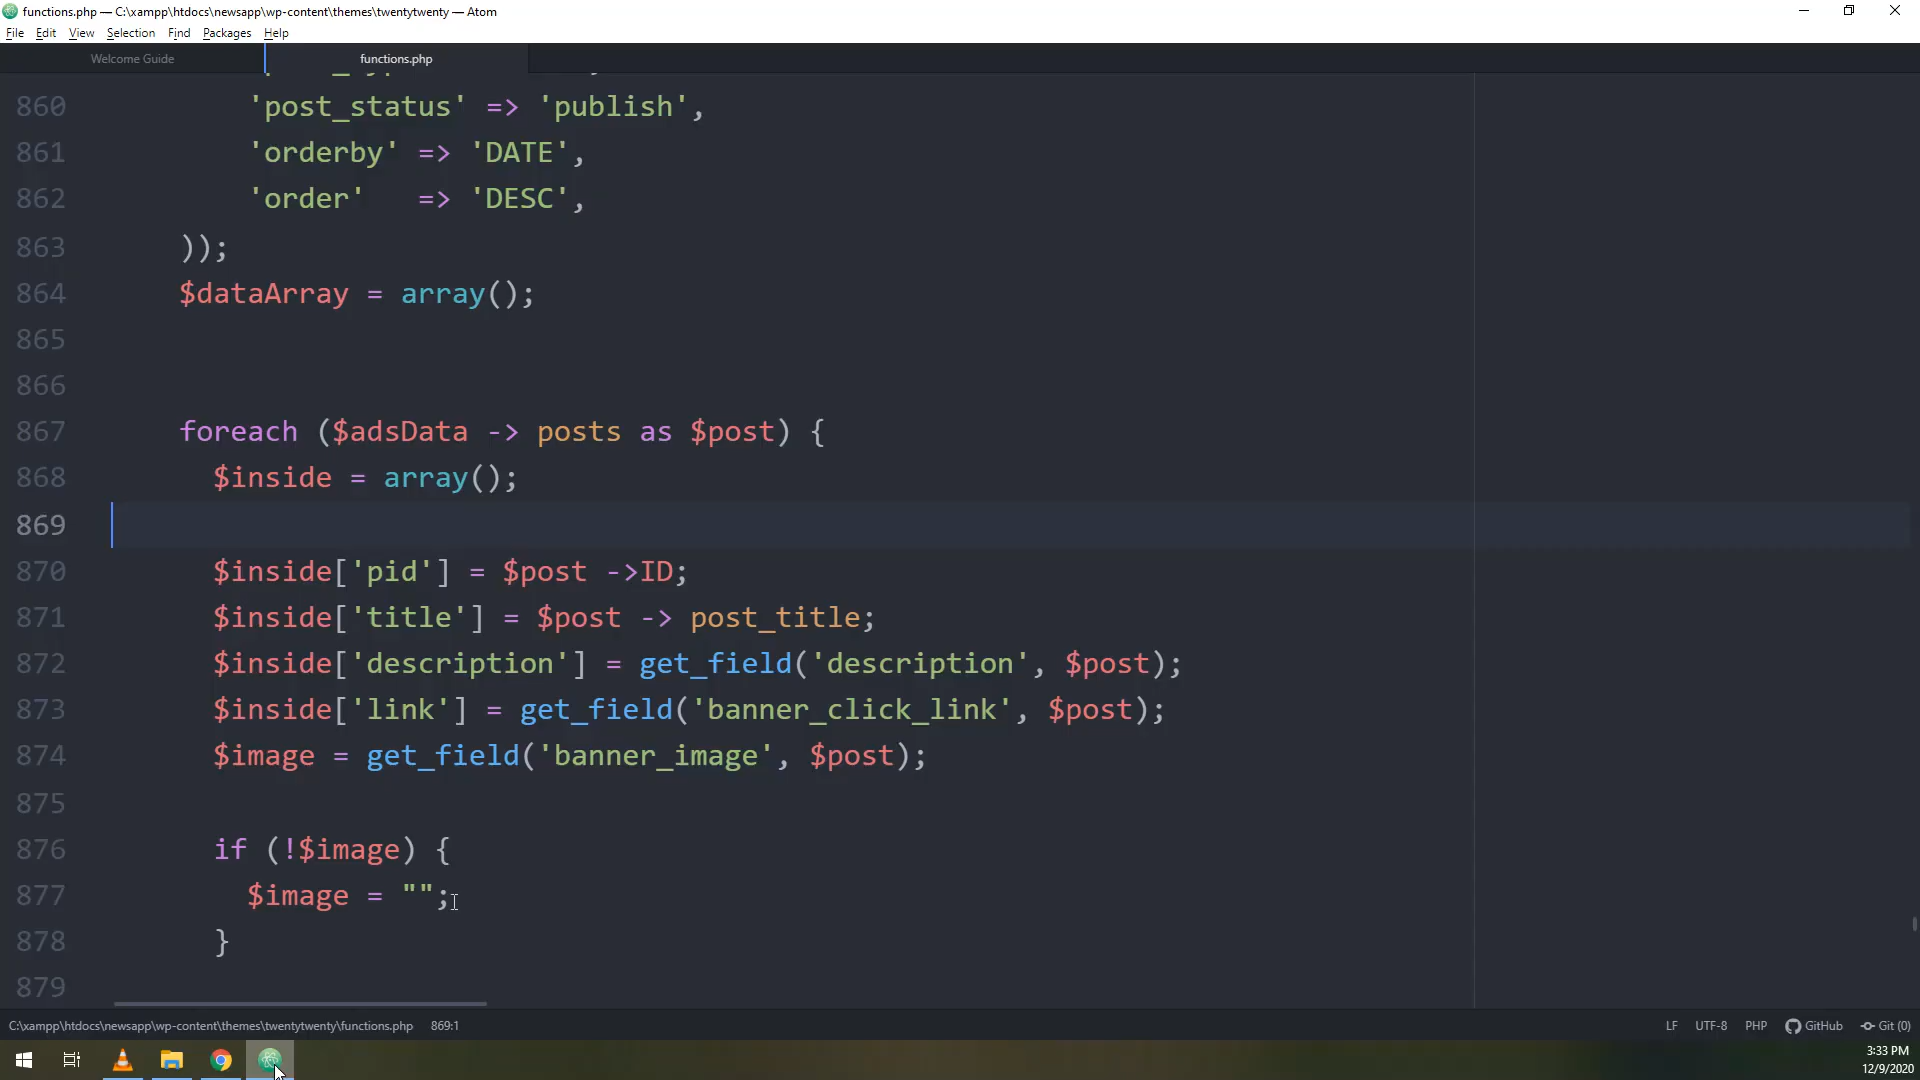 functions.php — C:\xampp\htdocs\newsapp\wp-content\themes\twentytwenty — Atom
File Edit View Selection Find Packages Help
Welcome Guide functions.php
860 'post_status' => 'publish',
861 'orderby' => 'DATE',
862 'order' => 'DESC',
863 ));
864 $dataArray = array();
865
866
867 foreach ($adsData -> posts as $post) {
868 $inside = array();
869
870 $inside['pid'] = $post ->ID;
871 $inside['title'] = $post -> post_title;
872 $inside['description'] = get_field('description', $post);
873 $inside['link'] = get_field('banner_click_link', $post);
874 $image = get_field('banner_image', $post);
875
876 if (!$image) {
877 $image = "";
878 }
879
C:\xampp\htdocs\newsapp\wp-content\themes\twentytwenty\functions.php 869:1 LF UTF-8 PHP GitHub Git (0)
3:33 PM
12/9/2020